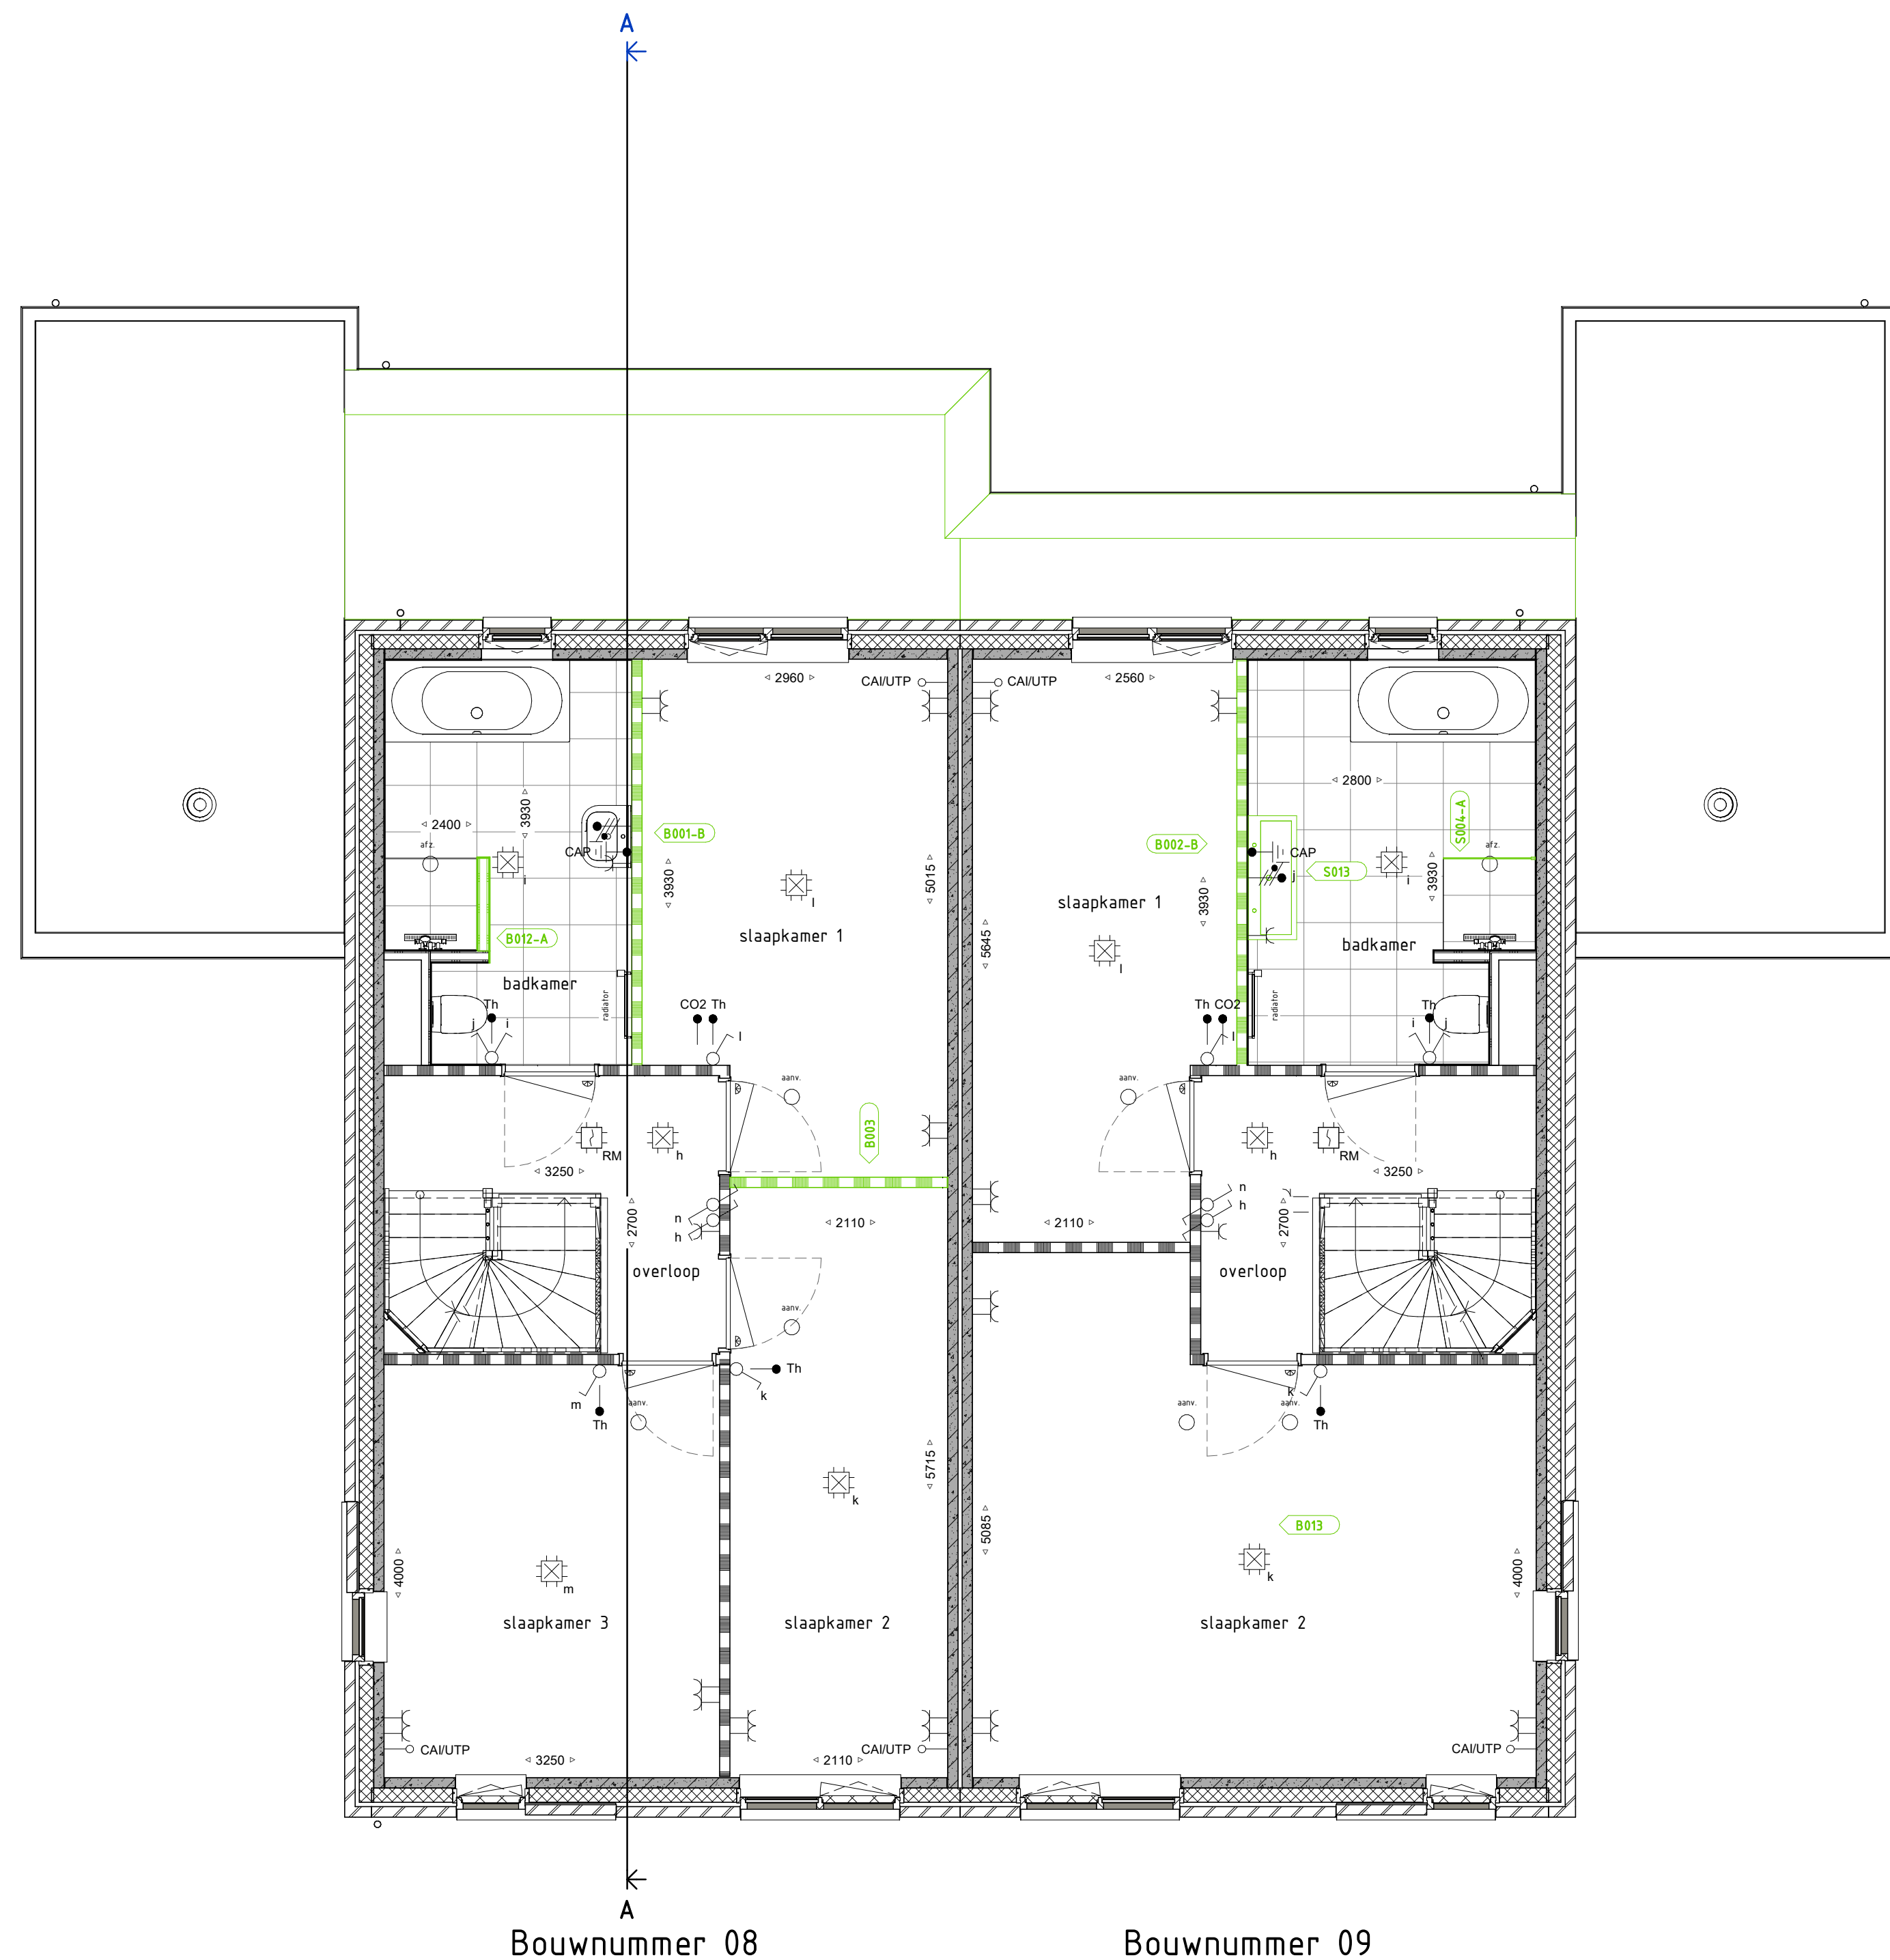 A
2960
CAI/UTP
CAI/UTP
2560
2400
3930
afz.
CAP
i
B001-B
3930
l
5015
slaapkamer 1
B012-A
badkamer
radiator
Th
j
i
CO2 Th
l
2800
B002-B
CAP
j
S013
S004-A
afz.
i
3930
3930
slaapkamer 1
5645
l
badkamer
radiator
Th CO2
l
Th
i
j
aanv.
B003
RM
h
3250
n
h
2700
overloop
2110
aanv.
aanv.
h
RM
3250
n
h
2700
overloop
2110
m
Th
aanv.
Th
k
k
5715
4000
m
slaapkamer 3
slaapkamer 2
CAI/UTP
3250
2110
CAI/UTP
aanv.
k
aanv.
Th
5085
B013
k
4000
slaapkamer 2
CAI/UTP
A
Bouwnummer 08
Bouwnummer 09